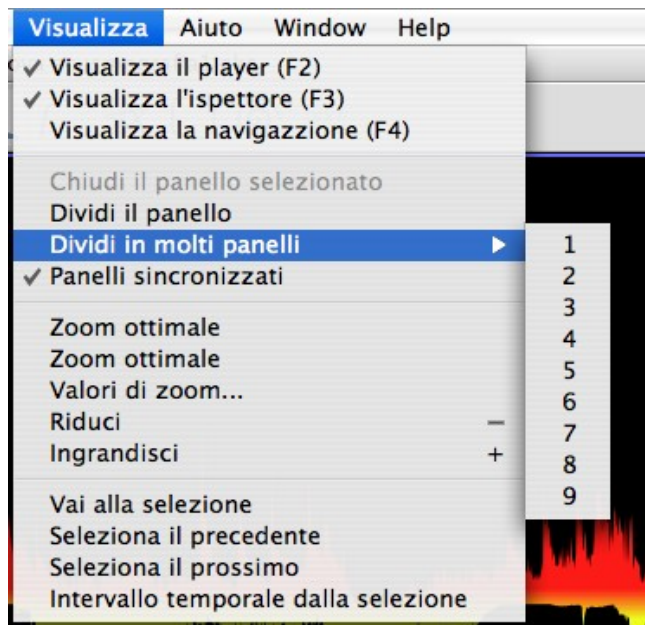 Visualizza Aiuto Window Help
✓ Visualizza il player (F2)
✓ Visualizza l'ispettore (F3)
Visualizza la navigazzione (F4)
Chiudi il panello selezionato
Dividi il panello
Dividi in molti panelli ▶
✓ Panelli sincronizzati
Zoom ottimale
Zoom ottimale
Valori di zoom...
Riduci −
Ingrandisci +
Vai alla selezione
Seleziona il precedente
Seleziona il prossimo
Intervallo temporale dalla selezione
1
2
3
4
5
6
7
8
9